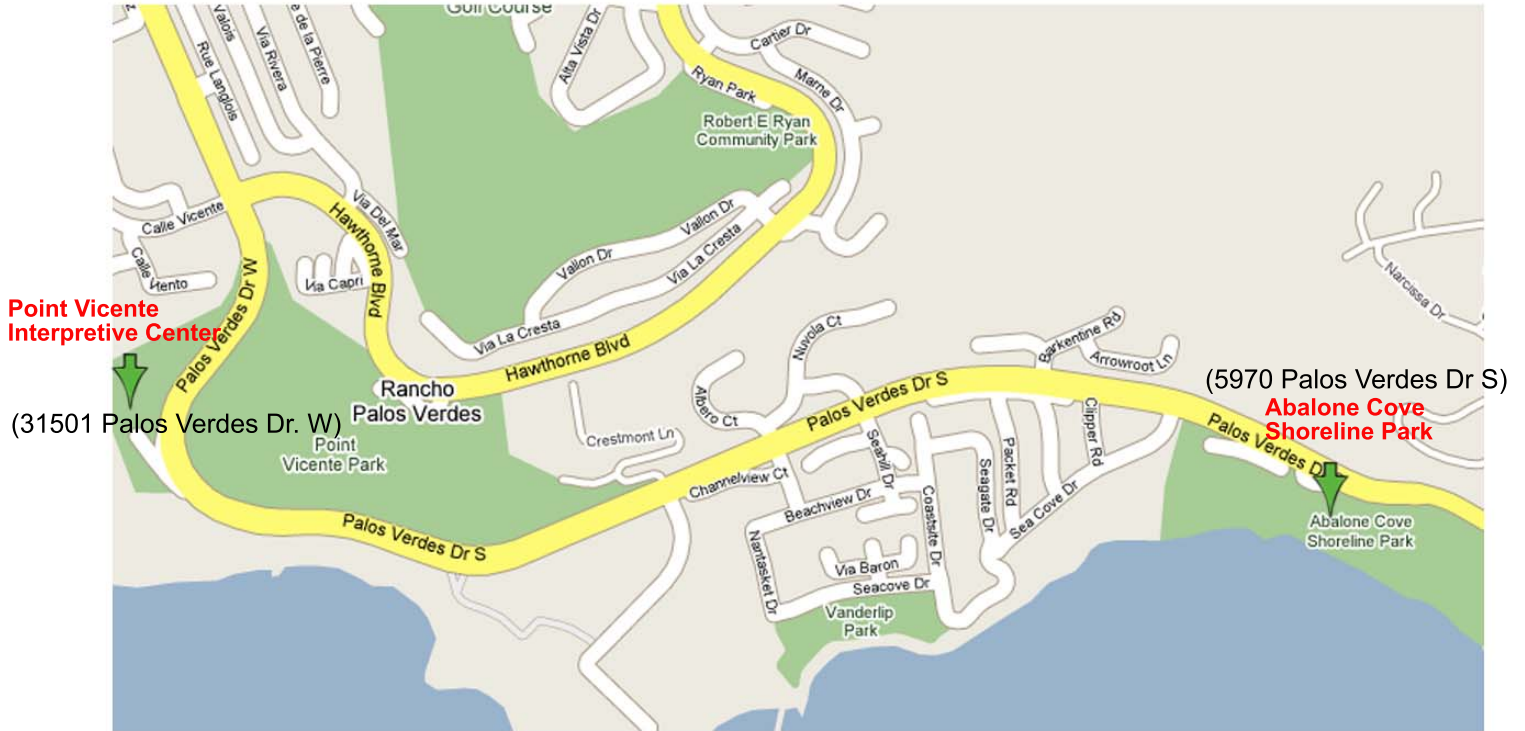 Golf Course
Valois
e de la Pierre
Via Rivera
Rue Langlois
Alta Vista Dr
Cartier Dr
Marne Dr
Ryan Park
Robert E Ryan
Community Park
Calle Vicente
Via Del Mar
Hawthorne Blvd
Vallon Dr
Vallon Dr
Via La Cresta
Calle
Via Capri
Narcissa Dr
Palos Verdes Dr W
Point Vicente
Interpretive Center
Via La Cresta
Hawthorne Blvd
Nuvola Ct
Barkentine Rd
Arrowroot Ln
Rancho
Palos Verdes
Albero Ct
Palos Verdes Dr S
(5970 Palos Verdes Dr S)
Abalone Cove
Shoreline Park
(31501 Palos Verdes Dr. W)
Point
Vicente Park
Crestmont Ln
Clipper Rd
Palos Verdes D
Packet Rd
Seahill Dr
Seagate Dr
Channelview Ct
Beachview Dr
Coastsite Dr
Sea Cove Dr
Palos Verdes Dr S
Abalone Cove
Shoreline Park
Nantasket Dr
Via Baron
Seacove Dr
Vanderlip
Park